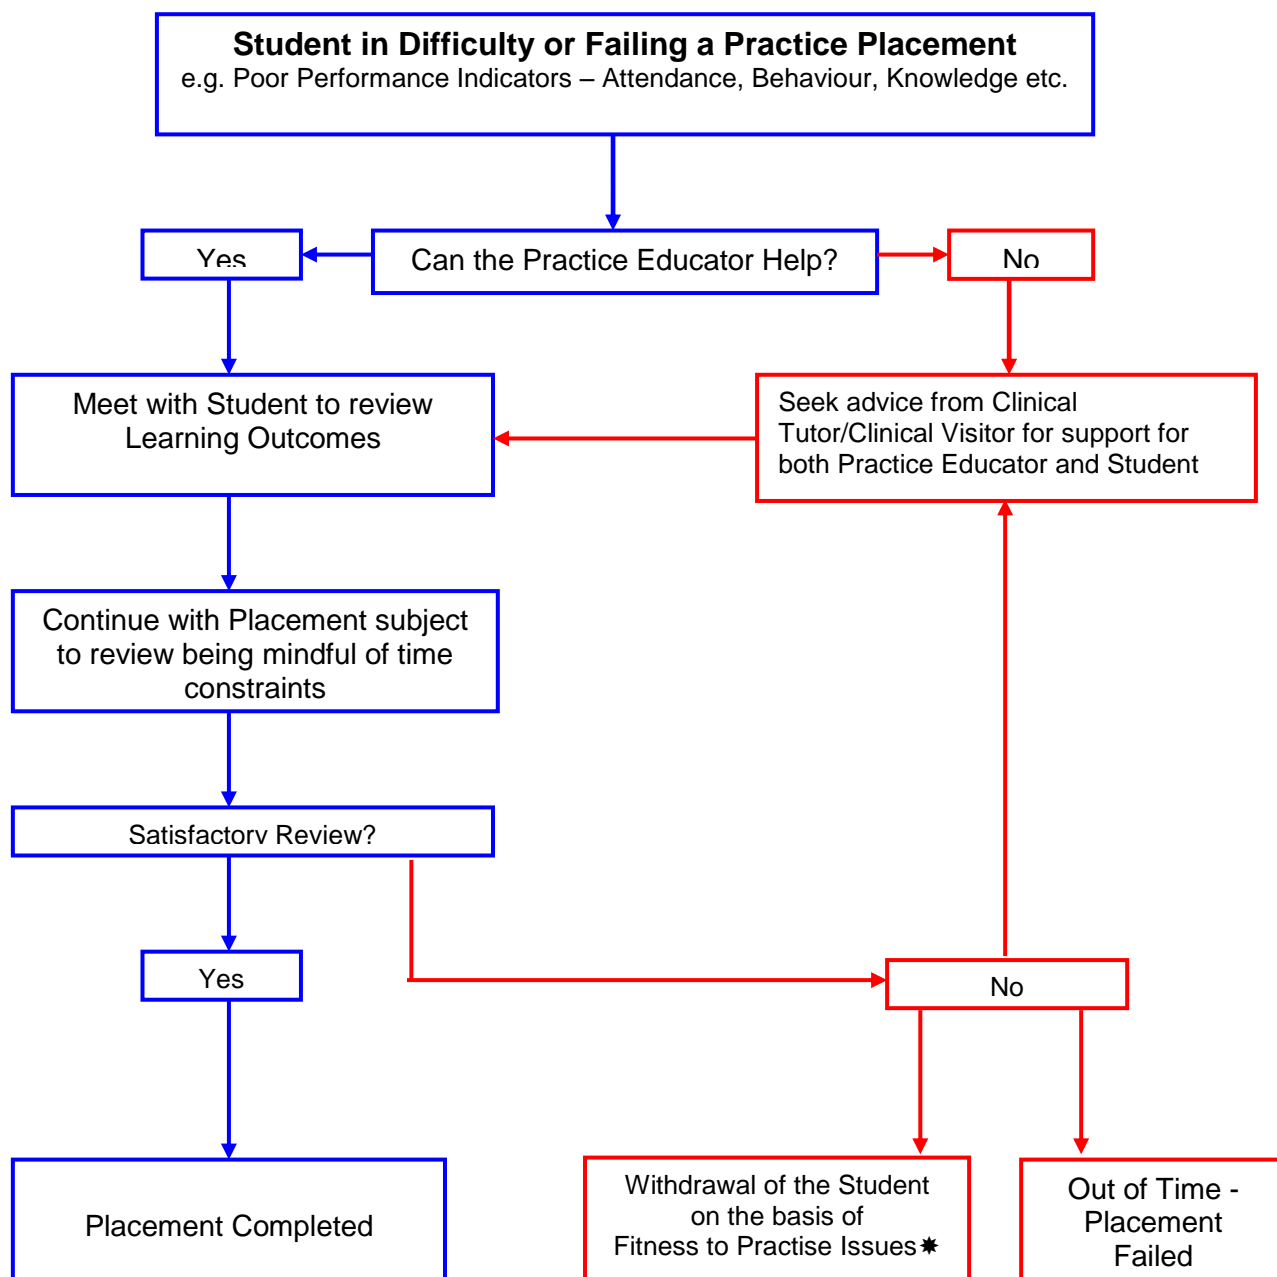 Student in Difficulty or Failing a Practice Placement
e.g. Poor Performance Indicators – Attendance, Behaviour, Knowledge etc.
Yes
Can the Practice Educator Help?
No
Meet with Student to review
Learning Outcomes
Seek advice from Clinical
Tutor/Clinical Visitor for support for
both Practice Educator and Student
Continue with Placement subject
to review being mindful of time
constraints
Satisfactory Review?
Yes
No
Placement Completed
Withdrawal of the Student
on the basis of
Fitness to Practise Issues✸
Out of Time -
Placement
Failed